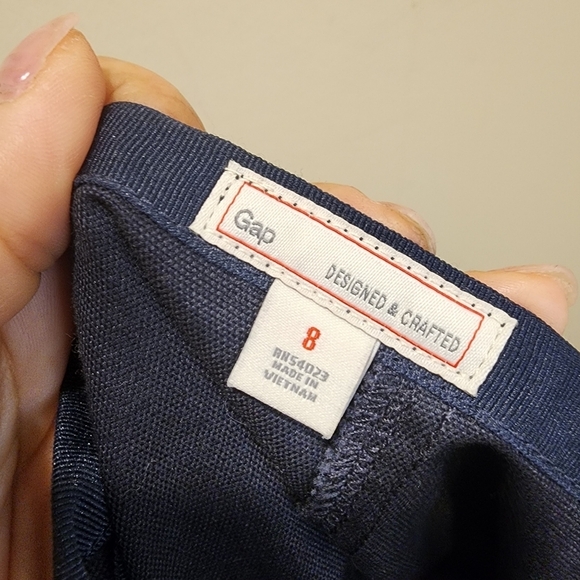 Gap
DESIGNED & CRAFTED
8
RN54023
MADE IN
VIETNAM